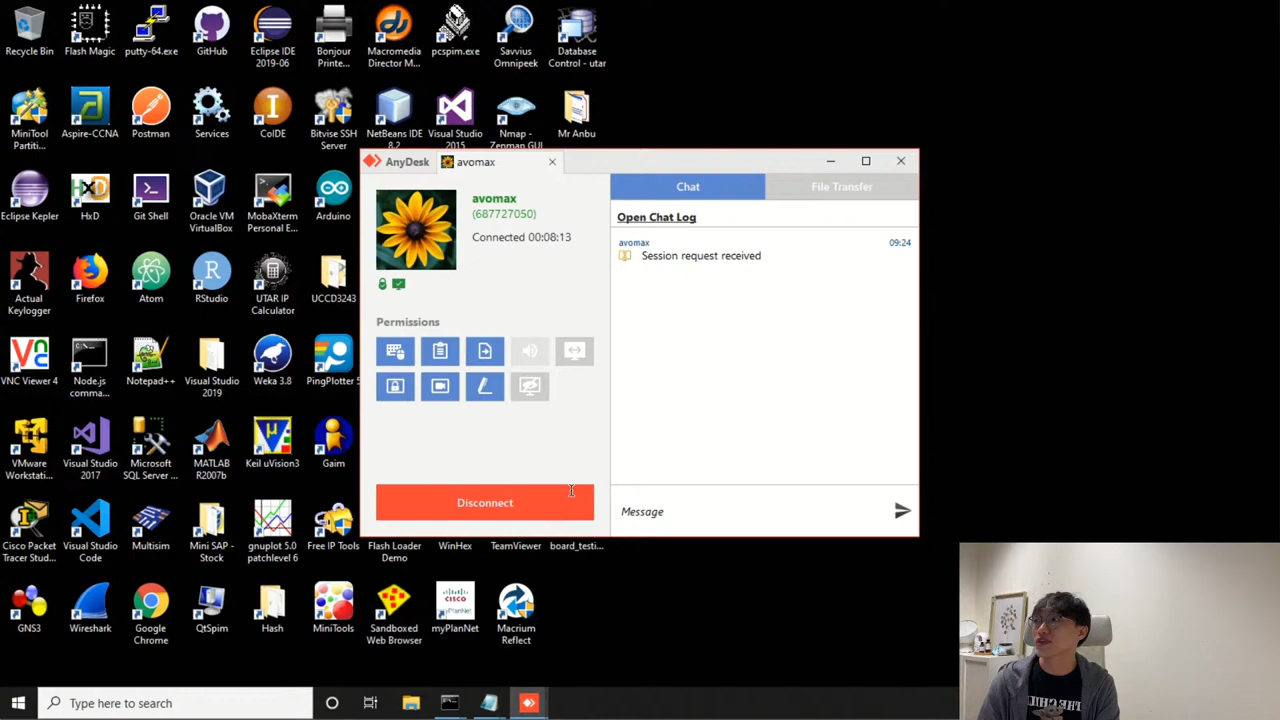 Recycle Bin
Flash Magic
putty-64.exe
GitHub
Eclipse IDE
2019-06
Bonjour
Printe...
Macromedia
Director M...
pcspim.exe
Savvius
Omnipeek
Database
Control - utar
MiniTool
Partiti...
Aspire-CCNA
Postman
Services
CoIDE
Bitvise SSH
Server
NetBeans IDE
8.2
Visual Studio
2015
Nmap -
Zenmap GUI
Mr Anbu
AnyDesk
avomax
avomax
(687727050)
Connected 00:08:13
Permissions
Disconnect
Chat
File Transfer
Open Chat Log
avomax
09:24
Session request received
Message
Eclipse Kepler
HxD
Git Shell
Oracle VM
VirtualBox
MobaXterm
Personal E...
Arduino
Actual
Keylogger
Firefox
Atom
RStudio
UTAR IP
Calculator
UCCD3243
VNC Viewer 4
Node.js
comma...
Notepad++
Visual Studio
2019
Weka 3.8
PingPlotter 5
VMware
Workstati...
Visual Studio
2017
Microsoft
SQL Server ...
MATLAB
R2007b
Keil uVision3
Gaim
Cisco Packet
Tracer Stud...
Visual Studio
Code
Multisim
Mini SAP -
Stock
gnuplot 5.0
patchlevel 6
Free IP Tools
Flash Loader
Demo
WinHex
TeamViewer
board_testi...
GNS3
Wireshark
Google
Chrome
QtSpim
Hash
MiniTools
Sandboxed
Web Browser
myPlanNet
Macrium
Reflect
Type here to search